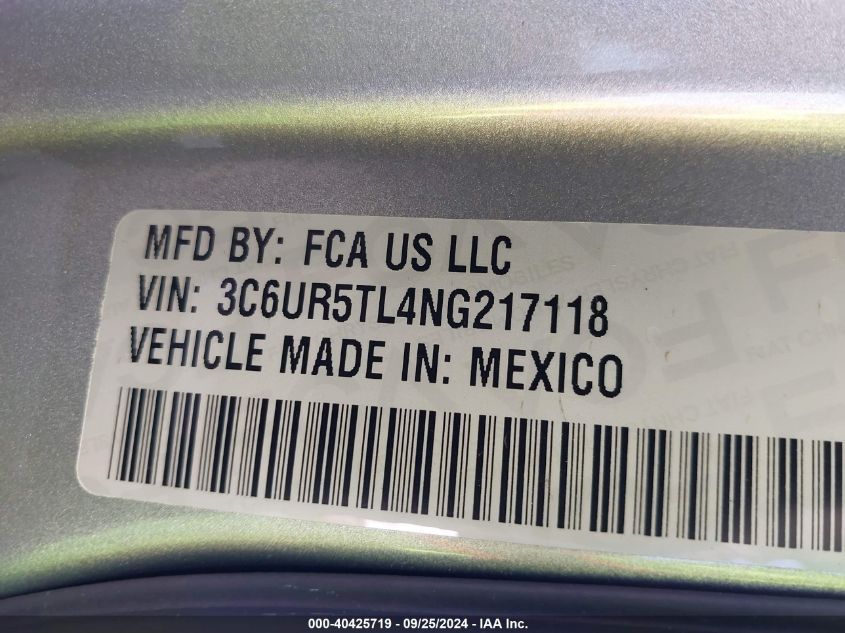 MFD BY: FCA US LLC
VIN: 3C6UR5TL4NG217118
VEHICLE MADE IN: MEXICO
000-40425719 - 09/25/2024 - IAA Inc.